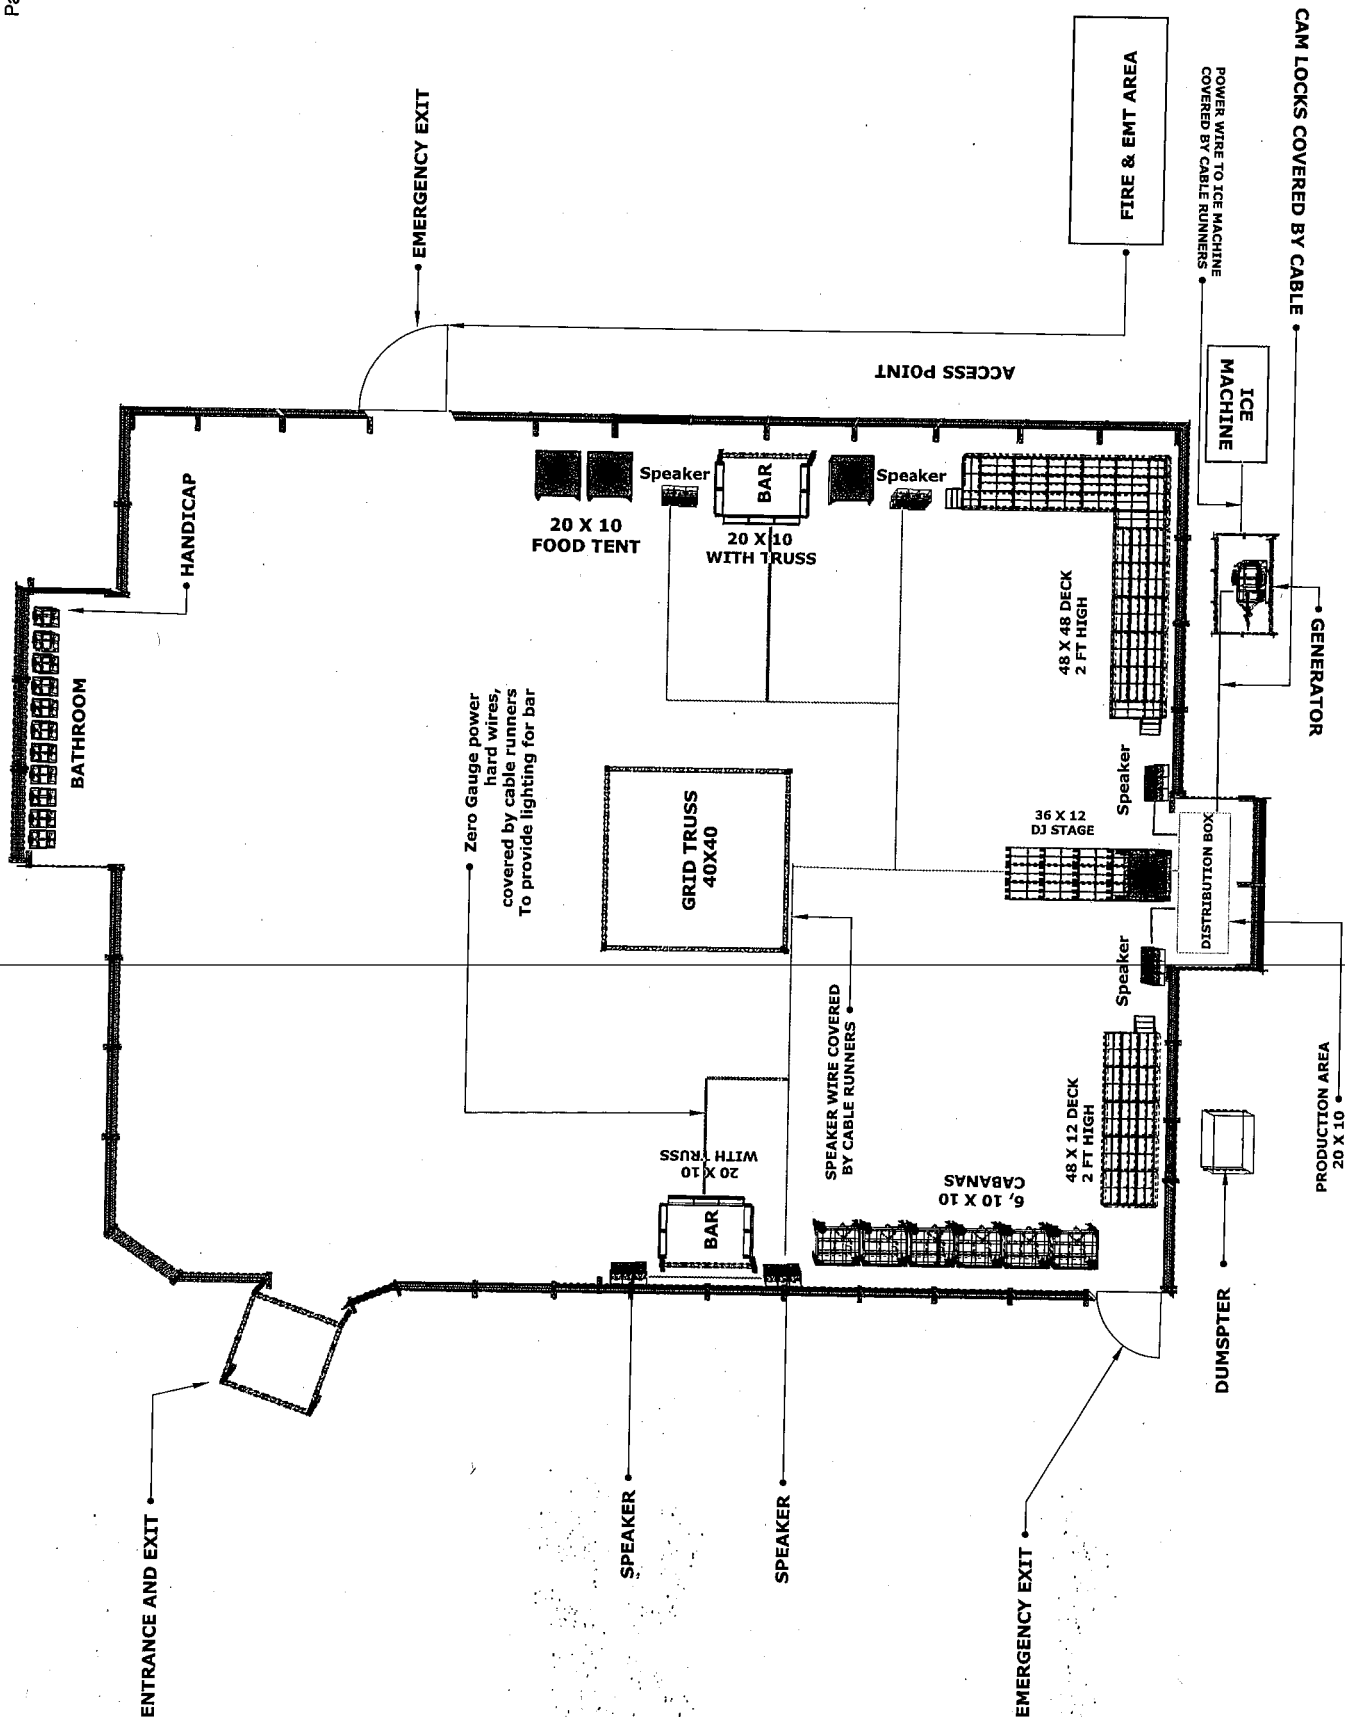 Pa
CAM LOCKS COVERED BY CABLE
POWER WIRE TO ICE MACHINE
COVERED BY CABLE RUNNERS
FIRE & EMT AREA
EMERGENCY EXIT
ACCESS POINT
ICE
MACHINE
HANDICAP
BATHROOM
Speaker
BAR
Speaker
20 X 10
FOOD TENT
20 X 10
WITH TRUSS
48 X 48 DECK
2 FT HIGH
GENERATOR
Zero Gauge power
hard wires,
covered by cable runners
To provide lighting for bar
GRID TRUSS
40X40
Speaker
36 X 12
DJ STAGE
DISTRIBUTION BOX
Speaker
SPEAKER WIRE COVERED
BY CABLE RUNNERS
PRODUCTION AREA
20 X 10
48 X 12 DECK
2 FT HIGH
20 X 10
WITH TRUSS
BAR
6, 10 X 10
CABANAS
DUMSPTER
ENTRANCE AND EXIT
SPEAKER
SPEAKER
EMERGENCY EXIT